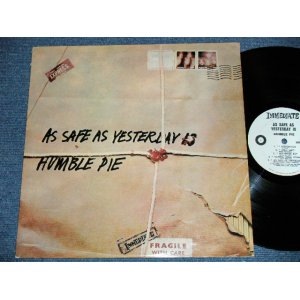 AS SAFE AS YESTERDAY IS
HUMBLE PIE
IMMEDIATE
FRAGILE
WITH CARE
IMMEDIATE
AS SAFE AS
YESTERDAY IS
HUMBLE PIE